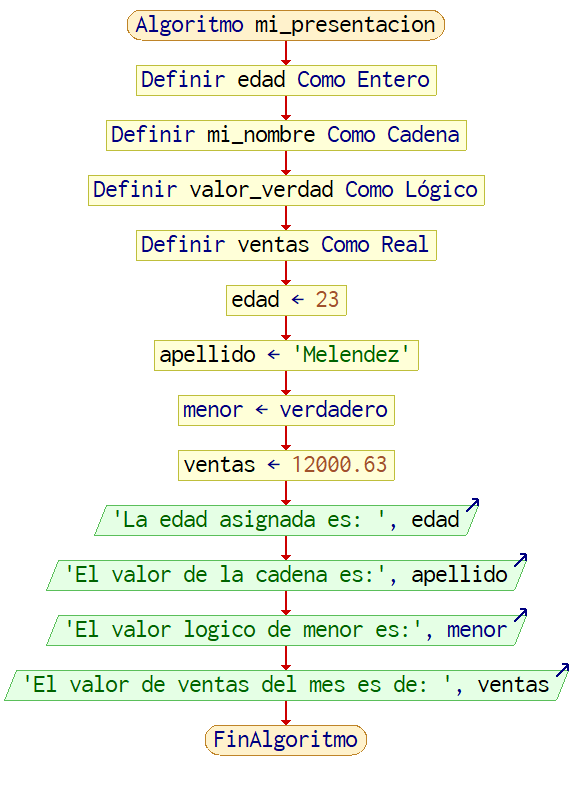 Algoritmo mi_presentacion
Definir edad Como Entero
Definir mi_nombre Como Cadena
Definir valor_verdad Como Lógico
Definir ventas Como Real
edad ← 23
apellido ← 'Melendez'
menor ← verdadero
ventas ← 12000.63
'La edad asignada es: ', edad
'El valor de la cadena es:', apellido
'El valor logico de menor es:', menor
'El valor de ventas del mes es de: ', ventas
FinAlgoritmo